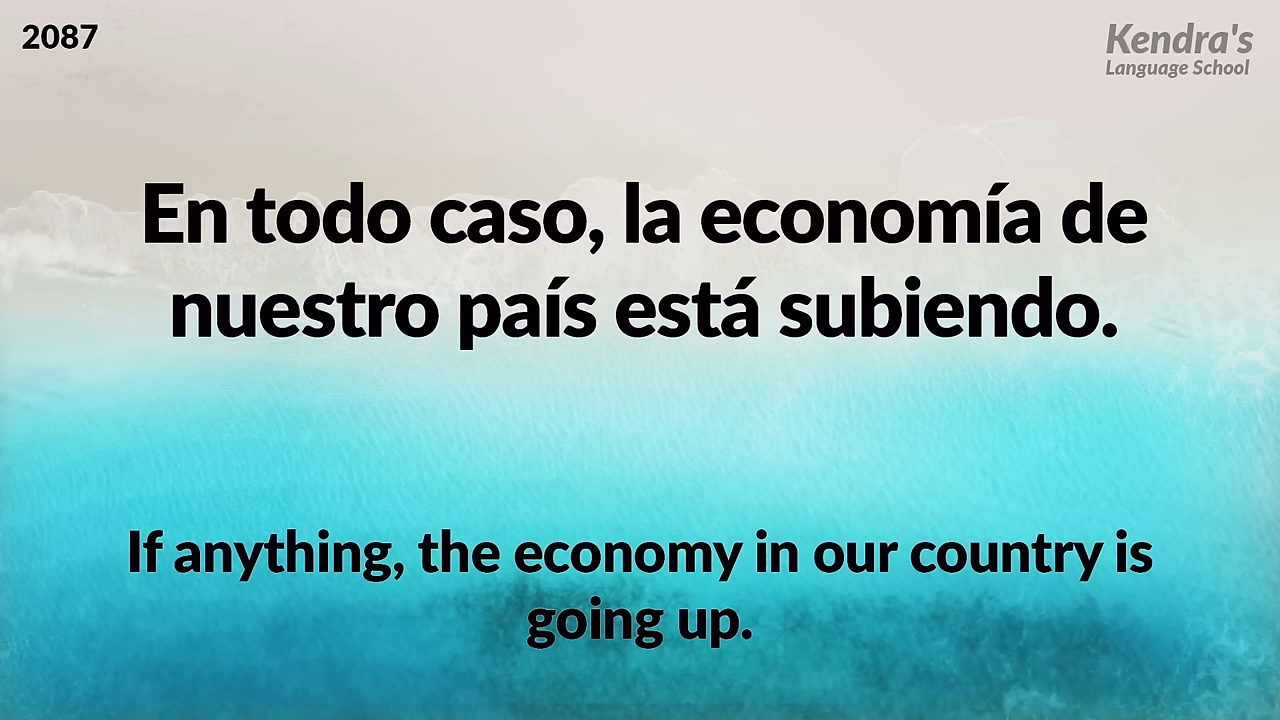 2087
Kendra's
Language School
En todo caso, la economía de
nuestro país está subiendo.
If anything, the economy in our country is
going up.